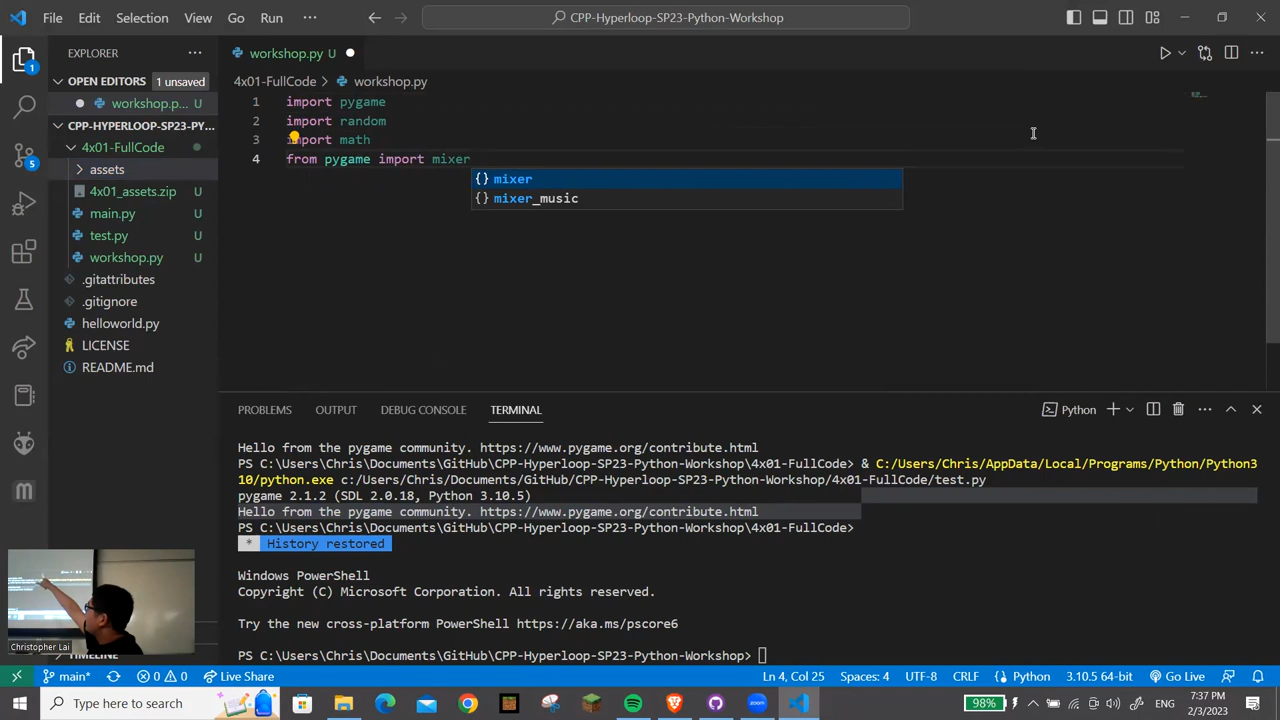 File Edit Selection View Go Run ··· CPP-Hyperloop-SP23-Python-Workshop
EXPLORER ···
workshop.py U
OPEN EDITORS 1 unsaved
workshop.p... U
CPP-HYPERLOOP-SP23-PY...
4x01-FullCode
assets
4x01_assets.zip U
main.py U
test.py U
workshop.py U
.gitattributes
.gitignore
helloworld.py
LICENSE
README.md
TIMELINE
1
5
4x01-FullCode > workshop.py
1 import pygame
2 import random
3 import math
4 from pygame import mixer
{} mixer
{} mixer_music
PROBLEMS OUTPUT DEBUG CONSOLE TERMINAL Python
Hello from the pygame community. https://www.pygame.org/contribute.html
PS C:\Users\Chris\Documents\GitHub\CPP-Hyperloop-SP23-Python-Workshop\4x01-FullCode> & C:/Users/Chris/AppData/Local/Programs/Python/Python3
10/python.exe c:/Users/Chris/Documents/GitHub/CPP-Hyperloop-SP23-Python-Workshop/4x01-FullCode/test.py
pygame 2.1.2 (SDL 2.0.18, Python 3.10.5)
Hello from the pygame community. https://www.pygame.org/contribute.html
PS C:\Users\Chris\Documents\GitHub\CPP-Hyperloop-SP23-Python-Workshop\4x01-FullCode>
* History restored
Windows PowerShell
Copyright (C) Microsoft Corporation. All rights reserved.
Try the new cross-platform PowerShell https://aka.ms/pscore6
PS C:\Users\Chris\Documents\GitHub\CPP-Hyperloop-SP23-Python-Workshop>
Christopher Lai
main* 0 0 Live Share Ln 4, Col 25 Spaces: 4 UTF-8 CRLF {} Python 3.10.5 64-bit Go Live
Type here to search zoom 98% ENG 7:37 PM
2/3/2023